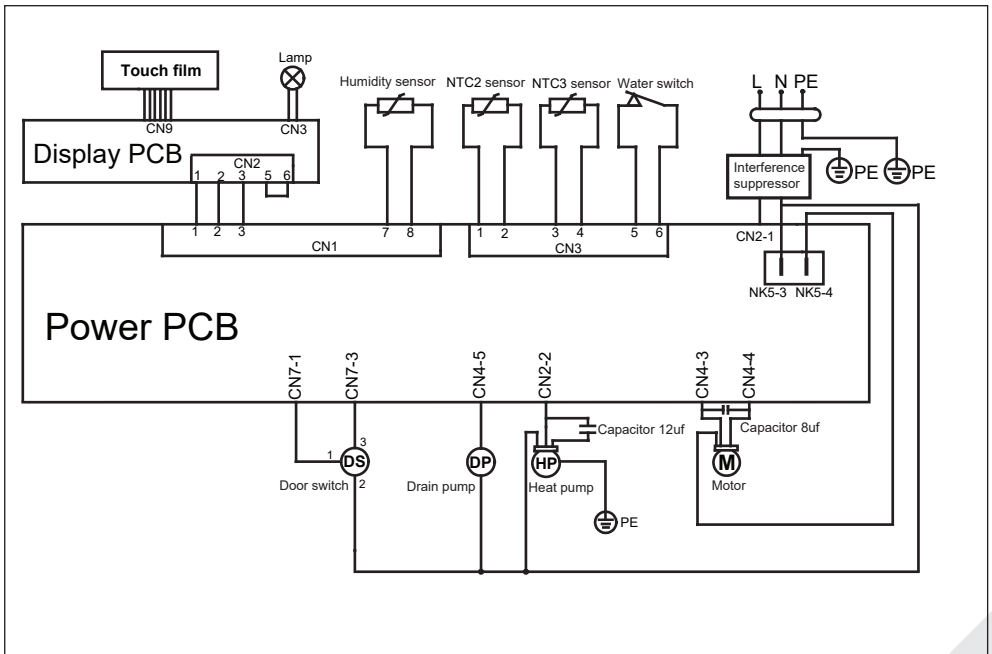 Touch film
Lamp
Humidity sensor
NTC2 sensor
NTC3 sensor
Water switch
L N PE
CN9
CN3
Display PCB
CN2
1 2 3 5 6
Interference
suppressor
PE
PE
1 2 3
7 8
CN1
1 2 3 4 5 6
CN3
CN2-1
NK5-3 NK5-4
Power PCB
CN7-1
CN7-3
CN4-5
CN2-2
CN4-3
CN4-4
Capacitor 12uf
Capacitor 8uf
3
1
DS
2
DP
HP
M
Door switch
Drain pump
Heat pump
Motor
PE